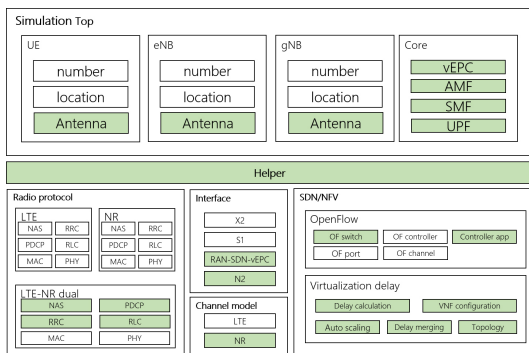 Simulation Top
UE
number
location
Antenna
eNB
number
location
Antenna
gNB
number
location
Antenna
Core
vEPC
AMF
SMF
UPF
Helper
Radio protocol
LTE
NAS RRC
PDCP RLC
MAC PHY
NR
NAS RRC
PDCP RLC
MAC PHY
LTE-NR dual
NAS PDCP
RRC RLC
MAC PHY
Interface
X2
S1
RAN-SDN-vEPC
N2
Channel model
LTE
NR
SDN/NFV
OpenFlow
OF switch OF controller Controller app
OF port OF channel
Virtualization delay
Delay calculation VNF configuration
Auto scaling Delay merging Topology